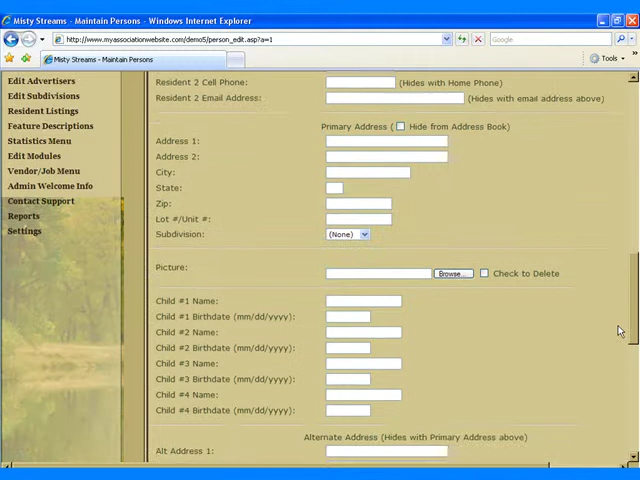 Misty Streams - Maintain Persons - Windows Internet Explorer
http://www.myassociationwebsite.com/demo5/person_edit.asp?a=1
Google
Misty Streams - Maintain Persons
Tools
Edit Advertisers
Edit Subdivisions
Resident Listings
Feature Descriptions
Statistics Menu
Edit Modules
Vendor/Job Menu
Admin Welcome Info
Contact Support
Reports
Settings
Resident 2 Cell Phone: (Hides with Home Phone)
Resident 2 Email Address: (Hides with email address above)
Primary Address ( Hide from Address Book)
Address 1:
Address 2:
City:
State:
Zip:
Lot #/Unit #:
Subdivision: (None)
Picture: Browse... Check to Delete
Child #1 Name:
Child #1 Birthdate (mm/dd/yyyy):
Child #2 Name:
Child #2 Birthdate (mm/dd/yyyy):
Child #3 Name:
Child #3 Birthdate (mm/dd/yyyy):
Child #4 Name:
Child #4 Birthdate (mm/dd/yyyy):
Alternate Address (Hides with Primary Address above)
Alt Address 1: